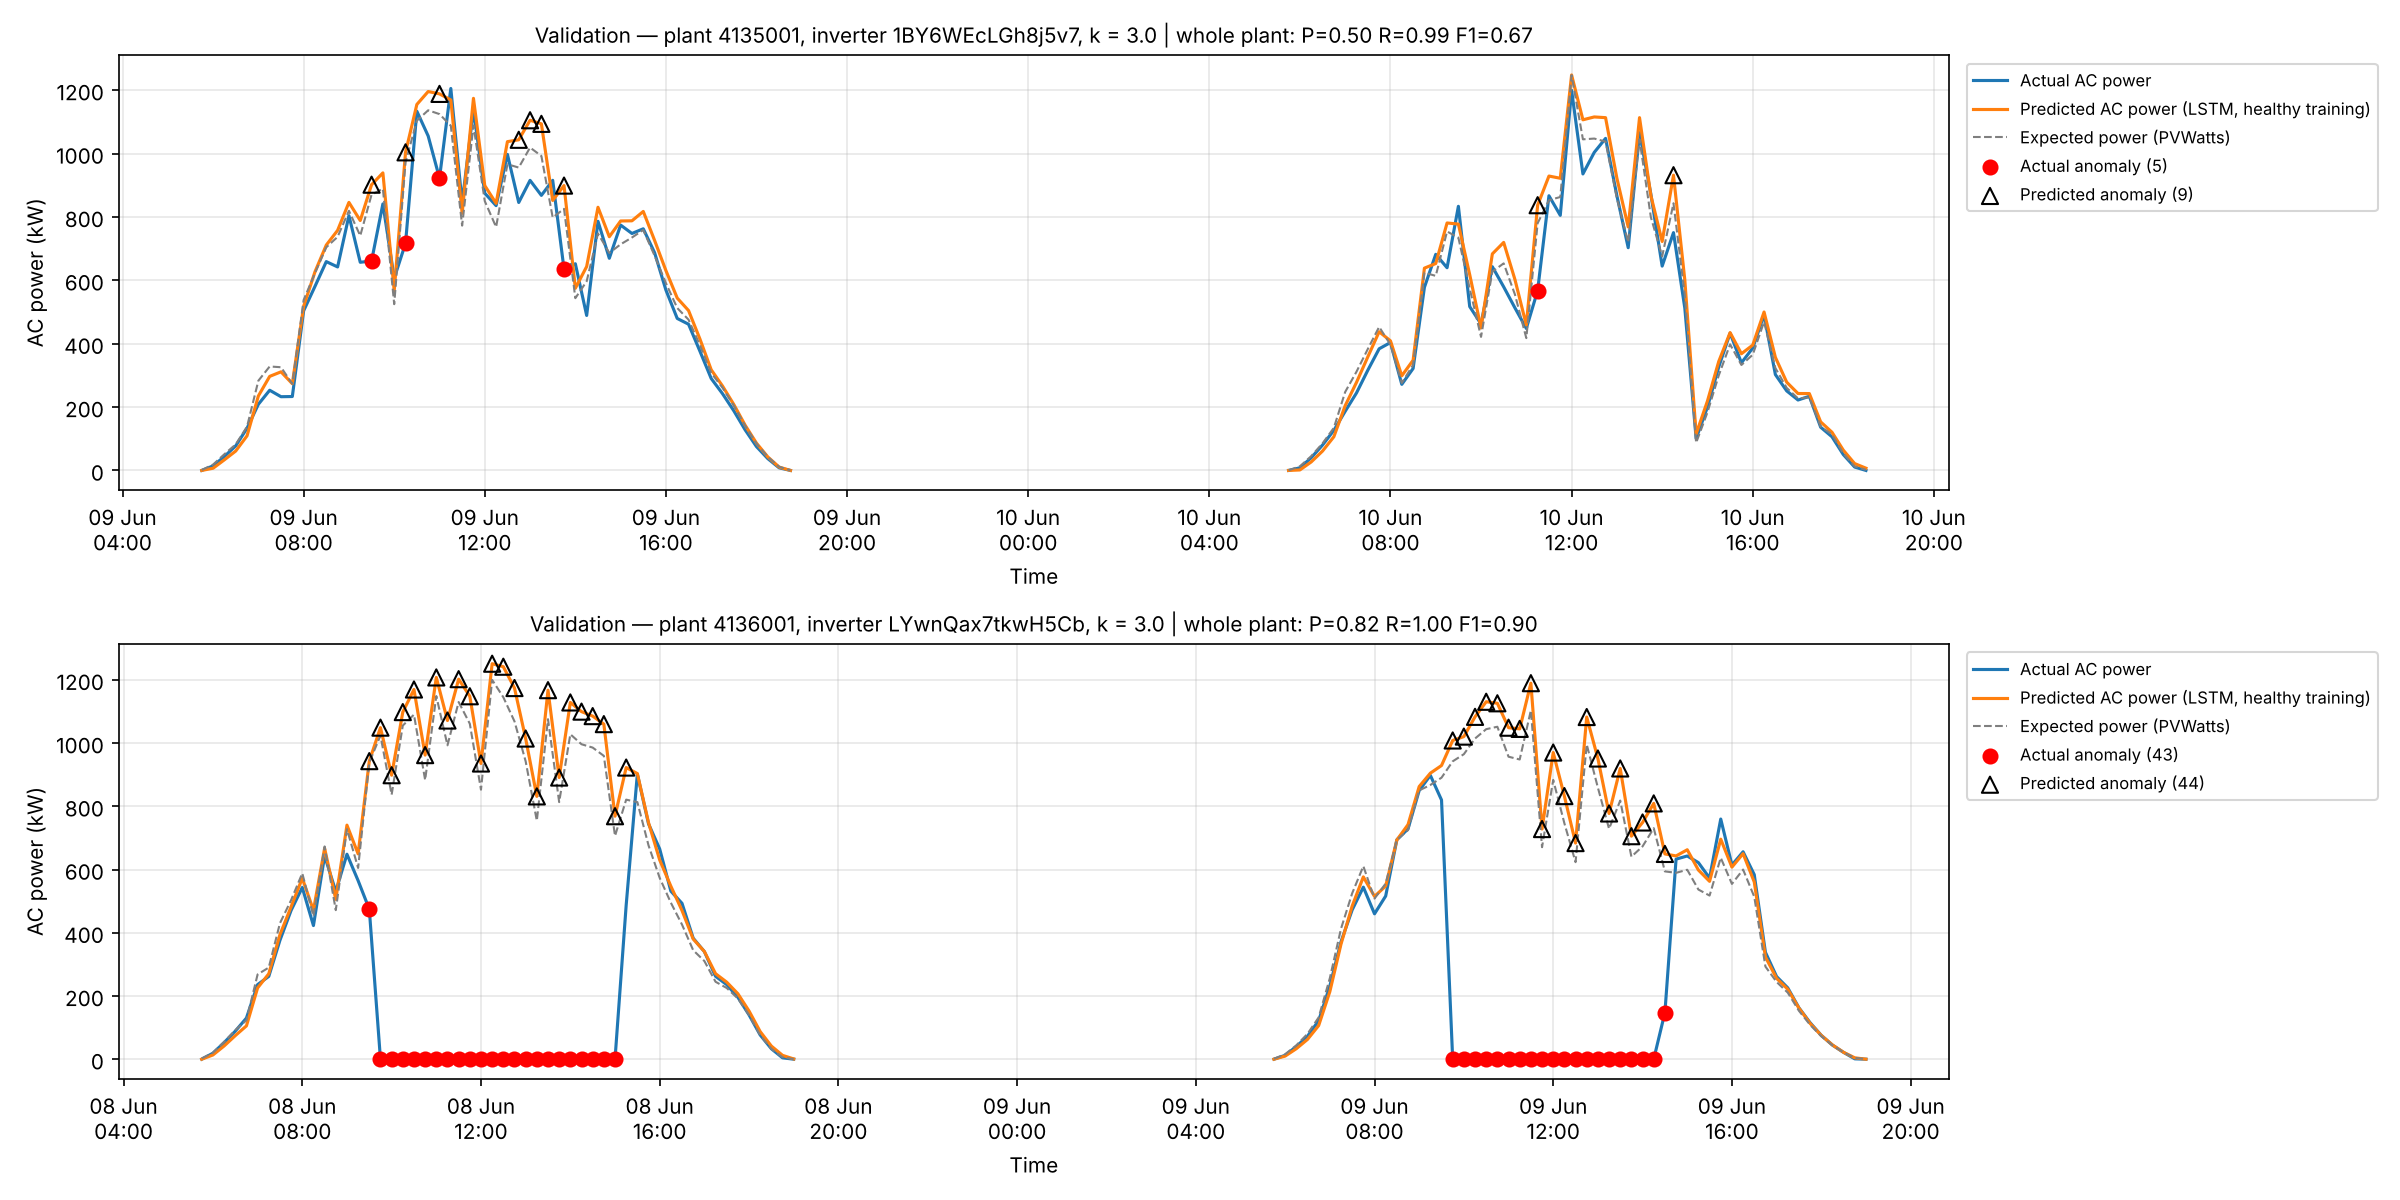 Validation — plant 4135001, inverter 1BY6WEcLGh8j5v7, k = 3.0 | whole plant: P=0.50 R=0.99 F1=0.67
AC power (kW)
1200
1000
800
600
400
200
0
09 Jun 04:00
09 Jun 08:00
09 Jun 12:00
09 Jun 16:00
09 Jun 20:00
10 Jun 00:00
10 Jun 04:00
10 Jun 08:00
10 Jun 12:00
10 Jun 16:00
10 Jun 20:00
Time
Actual AC power
Predicted AC power (LSTM, healthy training)
Expected power (PVWatts)
Actual anomaly (5)
Predicted anomaly (9)
Validation — plant 4136001, inverter LYwnQax7tkwH5Cb, k = 3.0 | whole plant: P=0.82 R=1.00 F1=0.90
AC power (kW)
1200
1000
800
600
400
200
0
08 Jun 04:00
08 Jun 08:00
08 Jun 12:00
08 Jun 16:00
08 Jun 20:00
09 Jun 00:00
09 Jun 04:00
09 Jun 08:00
09 Jun 12:00
09 Jun 16:00
09 Jun 20:00
Time
Actual AC power
Predicted AC power (LSTM, healthy training)
Expected power (PVWatts)
Actual anomaly (43)
Predicted anomaly (44)